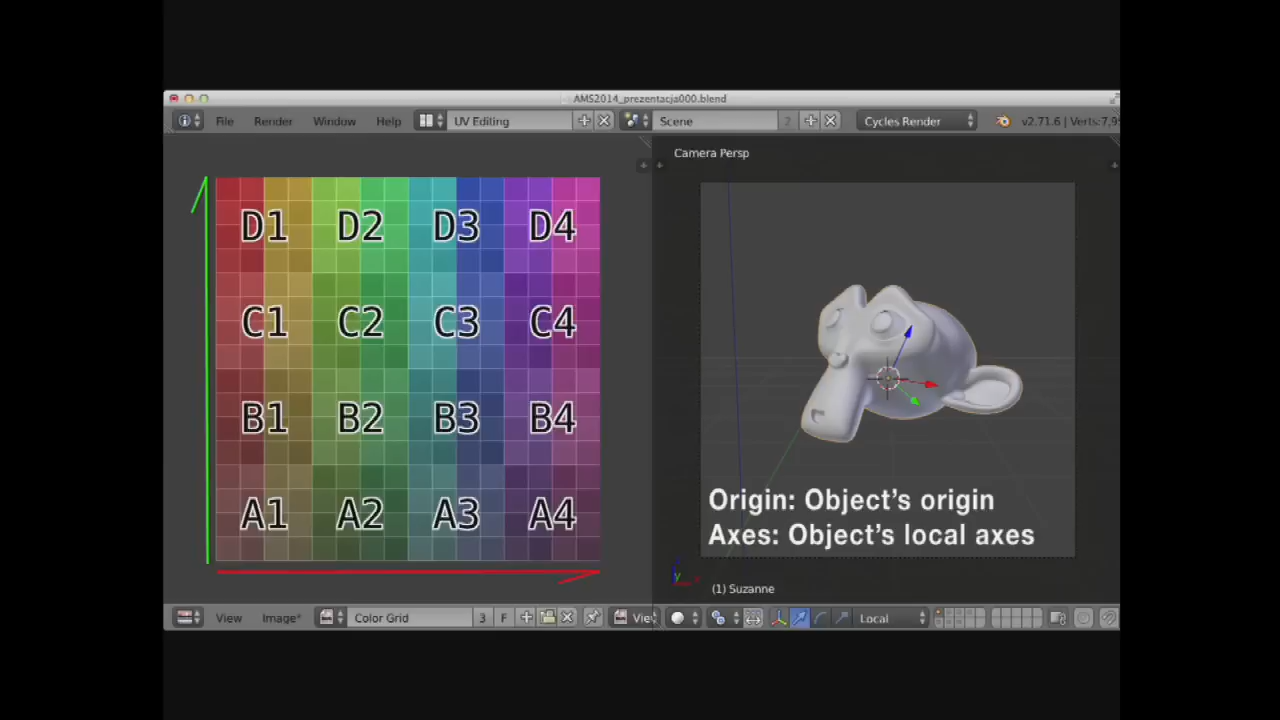 AMS2014_prezentacja000.blend
File Render Window Help UV Editing Scene 2 Cycles Render v2.71.6 | Verts:7,9
Camera Persp
D1 D2 D3 D4
C1 C2 C3 C4
B1 B2 B3 B4
A1 A2 A3 A4
Origin: Object's origin
Axes: Object's local axes
y x
(1) Suzanne
View Image* Color Grid 3 F Vie Local